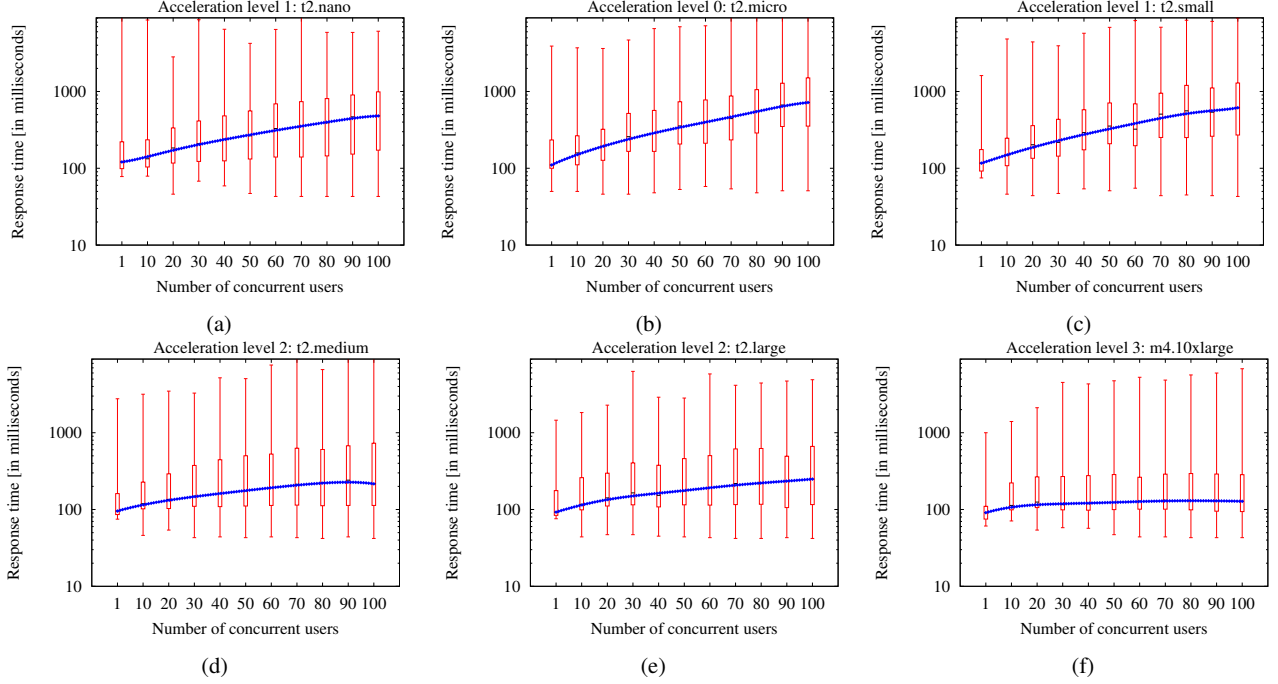 Acceleration level 1: t2.nano
Response time [in milliseconds]
1000
100
10
1 10 20 30 40 50 60 70 80 90 100
Number of concurrent users
(a)
Acceleration level 0: t2.micro
Response time [in milliseconds]
1000
100
10
1 10 20 30 40 50 60 70 80 90 100
Number of concurrent users
(b)
Acceleration level 1: t2.small
Response time [in milliseconds]
1000
100
10
1 10 20 30 40 50 60 70 80 90 100
Number of concurrent users
(c)
Acceleration level 2: t2.medium
Response time [in milliseconds]
1000
100
10
1 10 20 30 40 50 60 70 80 90 100
Number of concurrent users
(d)
Acceleration level 2: t2.large
Response time [in milliseconds]
1000
100
10
1 10 20 30 40 50 60 70 80 90 100
Number of concurrent users
(e)
Acceleration level 3: m4.10xlarge
Response time [in milliseconds]
1000
100
10
1 10 20 30 40 50 60 70 80 90 100
Number of concurrent users
(f)